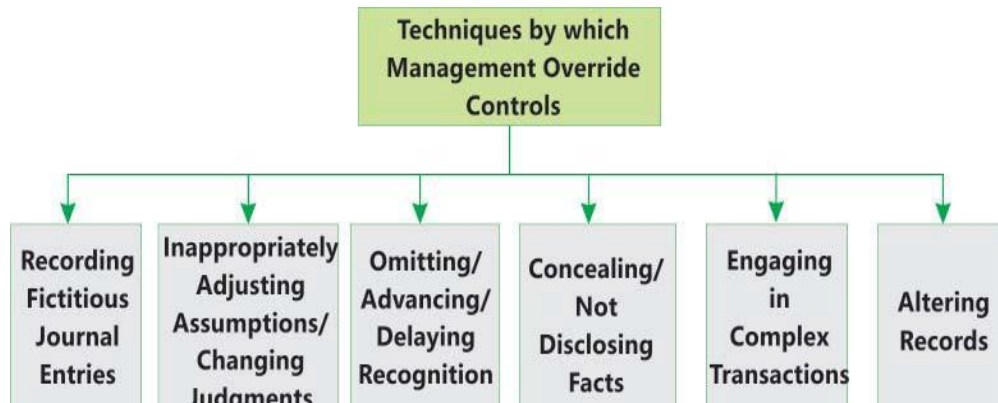 Techniques by which
Management Override
Controls
Recording
Fictitious
Journal
Entries
Inappropriately
Adjusting
Assumptions/
Changing
Judgments
Omitting/
Advancing/
Delaying
Recognition
Concealing/
Not
Disclosing
Facts
Engaging
in
Complex
Transactions
Altering
Records